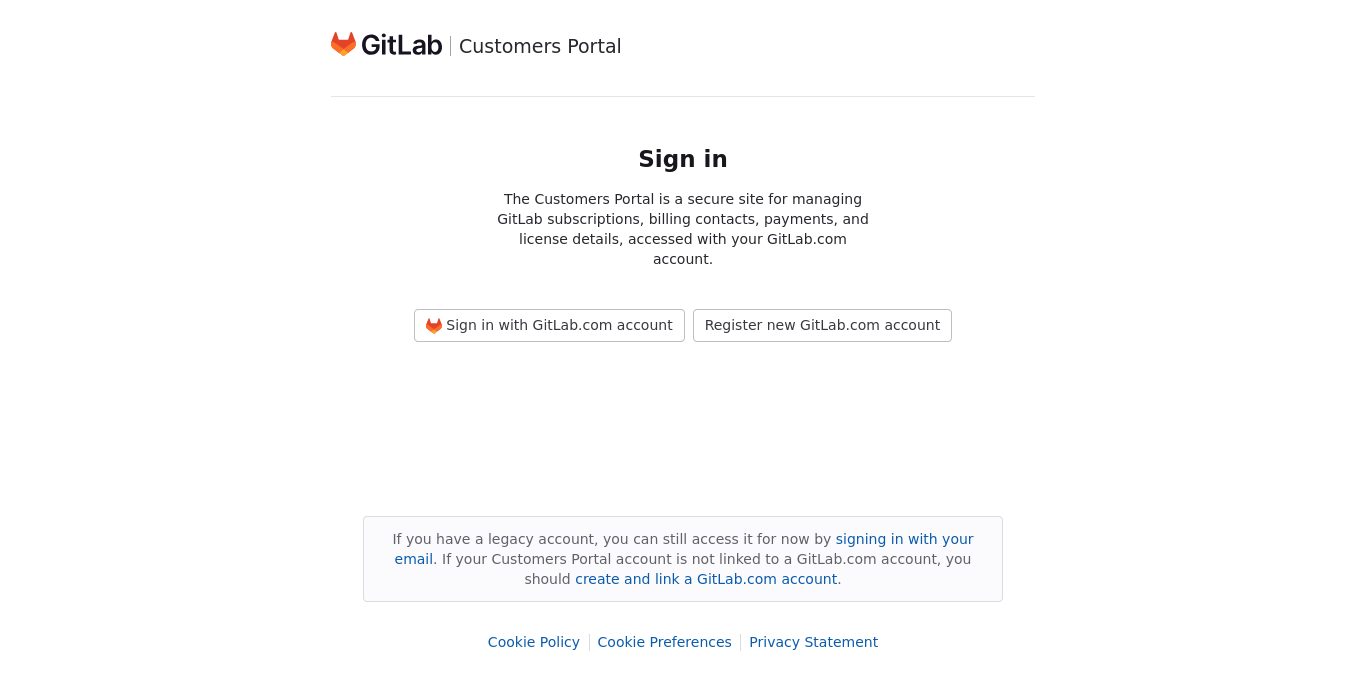 GitLab Customers Portal
Sign in
The Customers Portal is a secure site for managing
GitLab subscriptions, billing contacts, payments, and
license details, accessed with your GitLab.com
account.
Sign in with GitLab.com account Register new GitLab.com account
If you have a legacy account, you can still access it for now by signing in with your
email. If your Customers Portal account is not linked to a GitLab.com account, you
should create and link a GitLab.com account.
Cookie Policy Cookie Preferences Privacy Statement